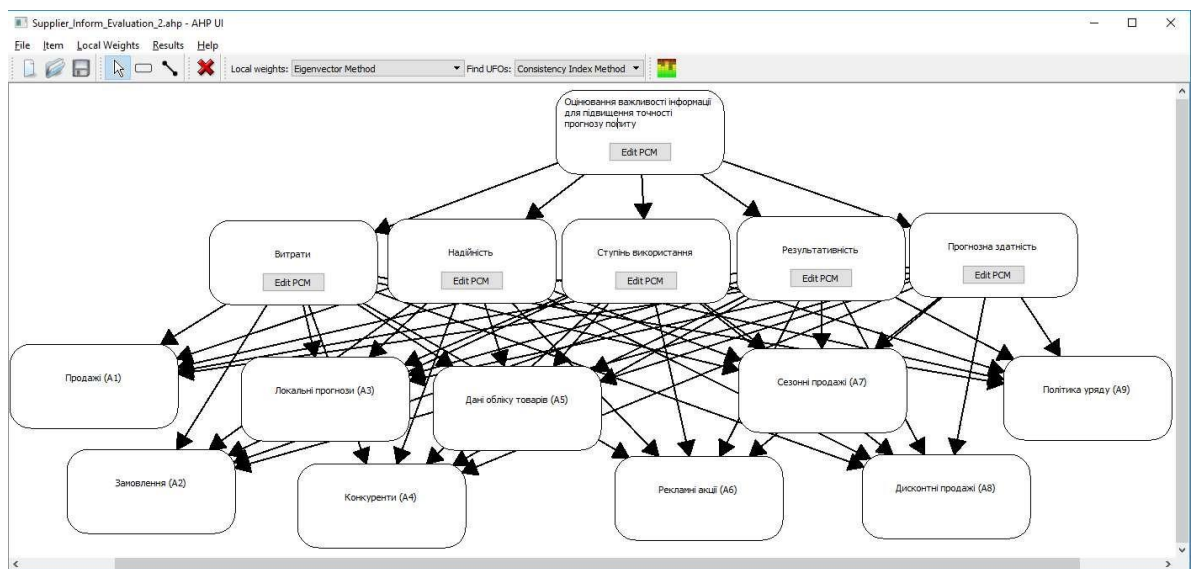 Supplier_Inform_Evaluation_2.ahp - AHP UI
File Item Local Weights Results Help
Local weights: Eigenvector Method Find UFOs: Consistency Index Method
Оцінювання важливості інформації
для підвищення точності
прогнозу попиту
Edit PCM
Витрати
Edit PCM
Надійність
Edit PCM
Ступінь використання
Edit PCM
Результативність
Edit PCM
Прогнозна здатність
Edit PCM
Продажі (A1)
Локальні прогнози (A3)
Дані обліку товарів (A5)
Сезонні продажі (A7)
Політика уряду (A9)
Замовлення (A2)
Конкуренти (A4)
Рекламні акції (A6)
Дисконтні продажі (A8)